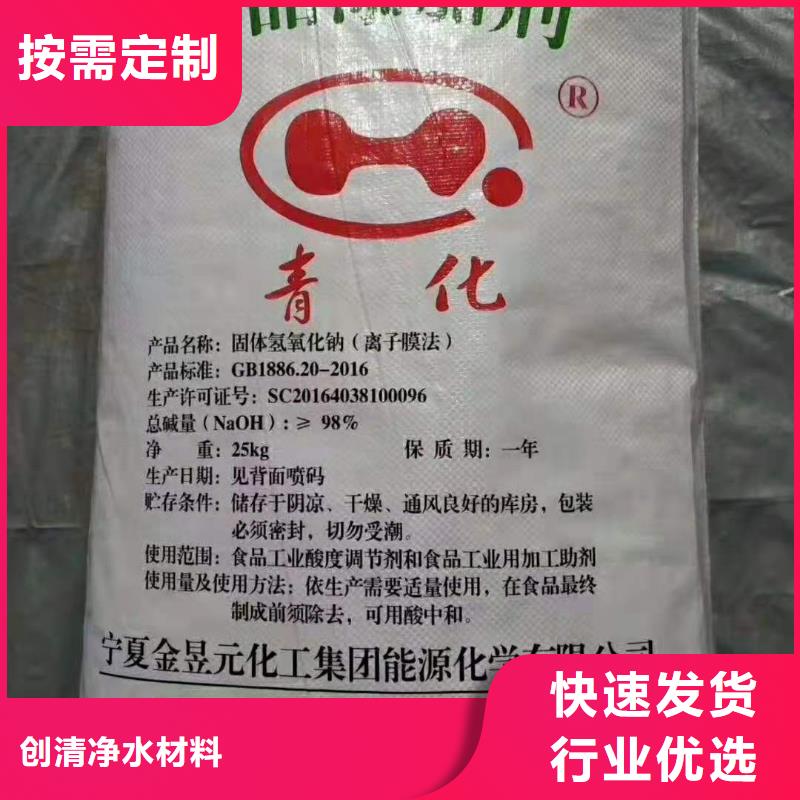 按需定制
品添加剂
®
青 化
产品名称：固体氢氧化钠（离子膜法）
产品标准：GB1886.20-2016
生产许可证号：SC20164038100096
总碱量（NaOH）：≥ 98%
净 重：25kg 保 质 期：一年
生产日期：见背面喷码
贮存条件：储存于阴凉、干燥、通风良好的库房，包装
必须密封，切勿受潮。
使用范围：食品工业酸度调节剂和食品工业用加工助剂
使用量及使用方法：依生产需要适量使用，在食品最终
制成前须除去，可用酸中和。
宁夏金昱元化工集团能源化学有限公司
快速发货
行业优选
创清净水材料